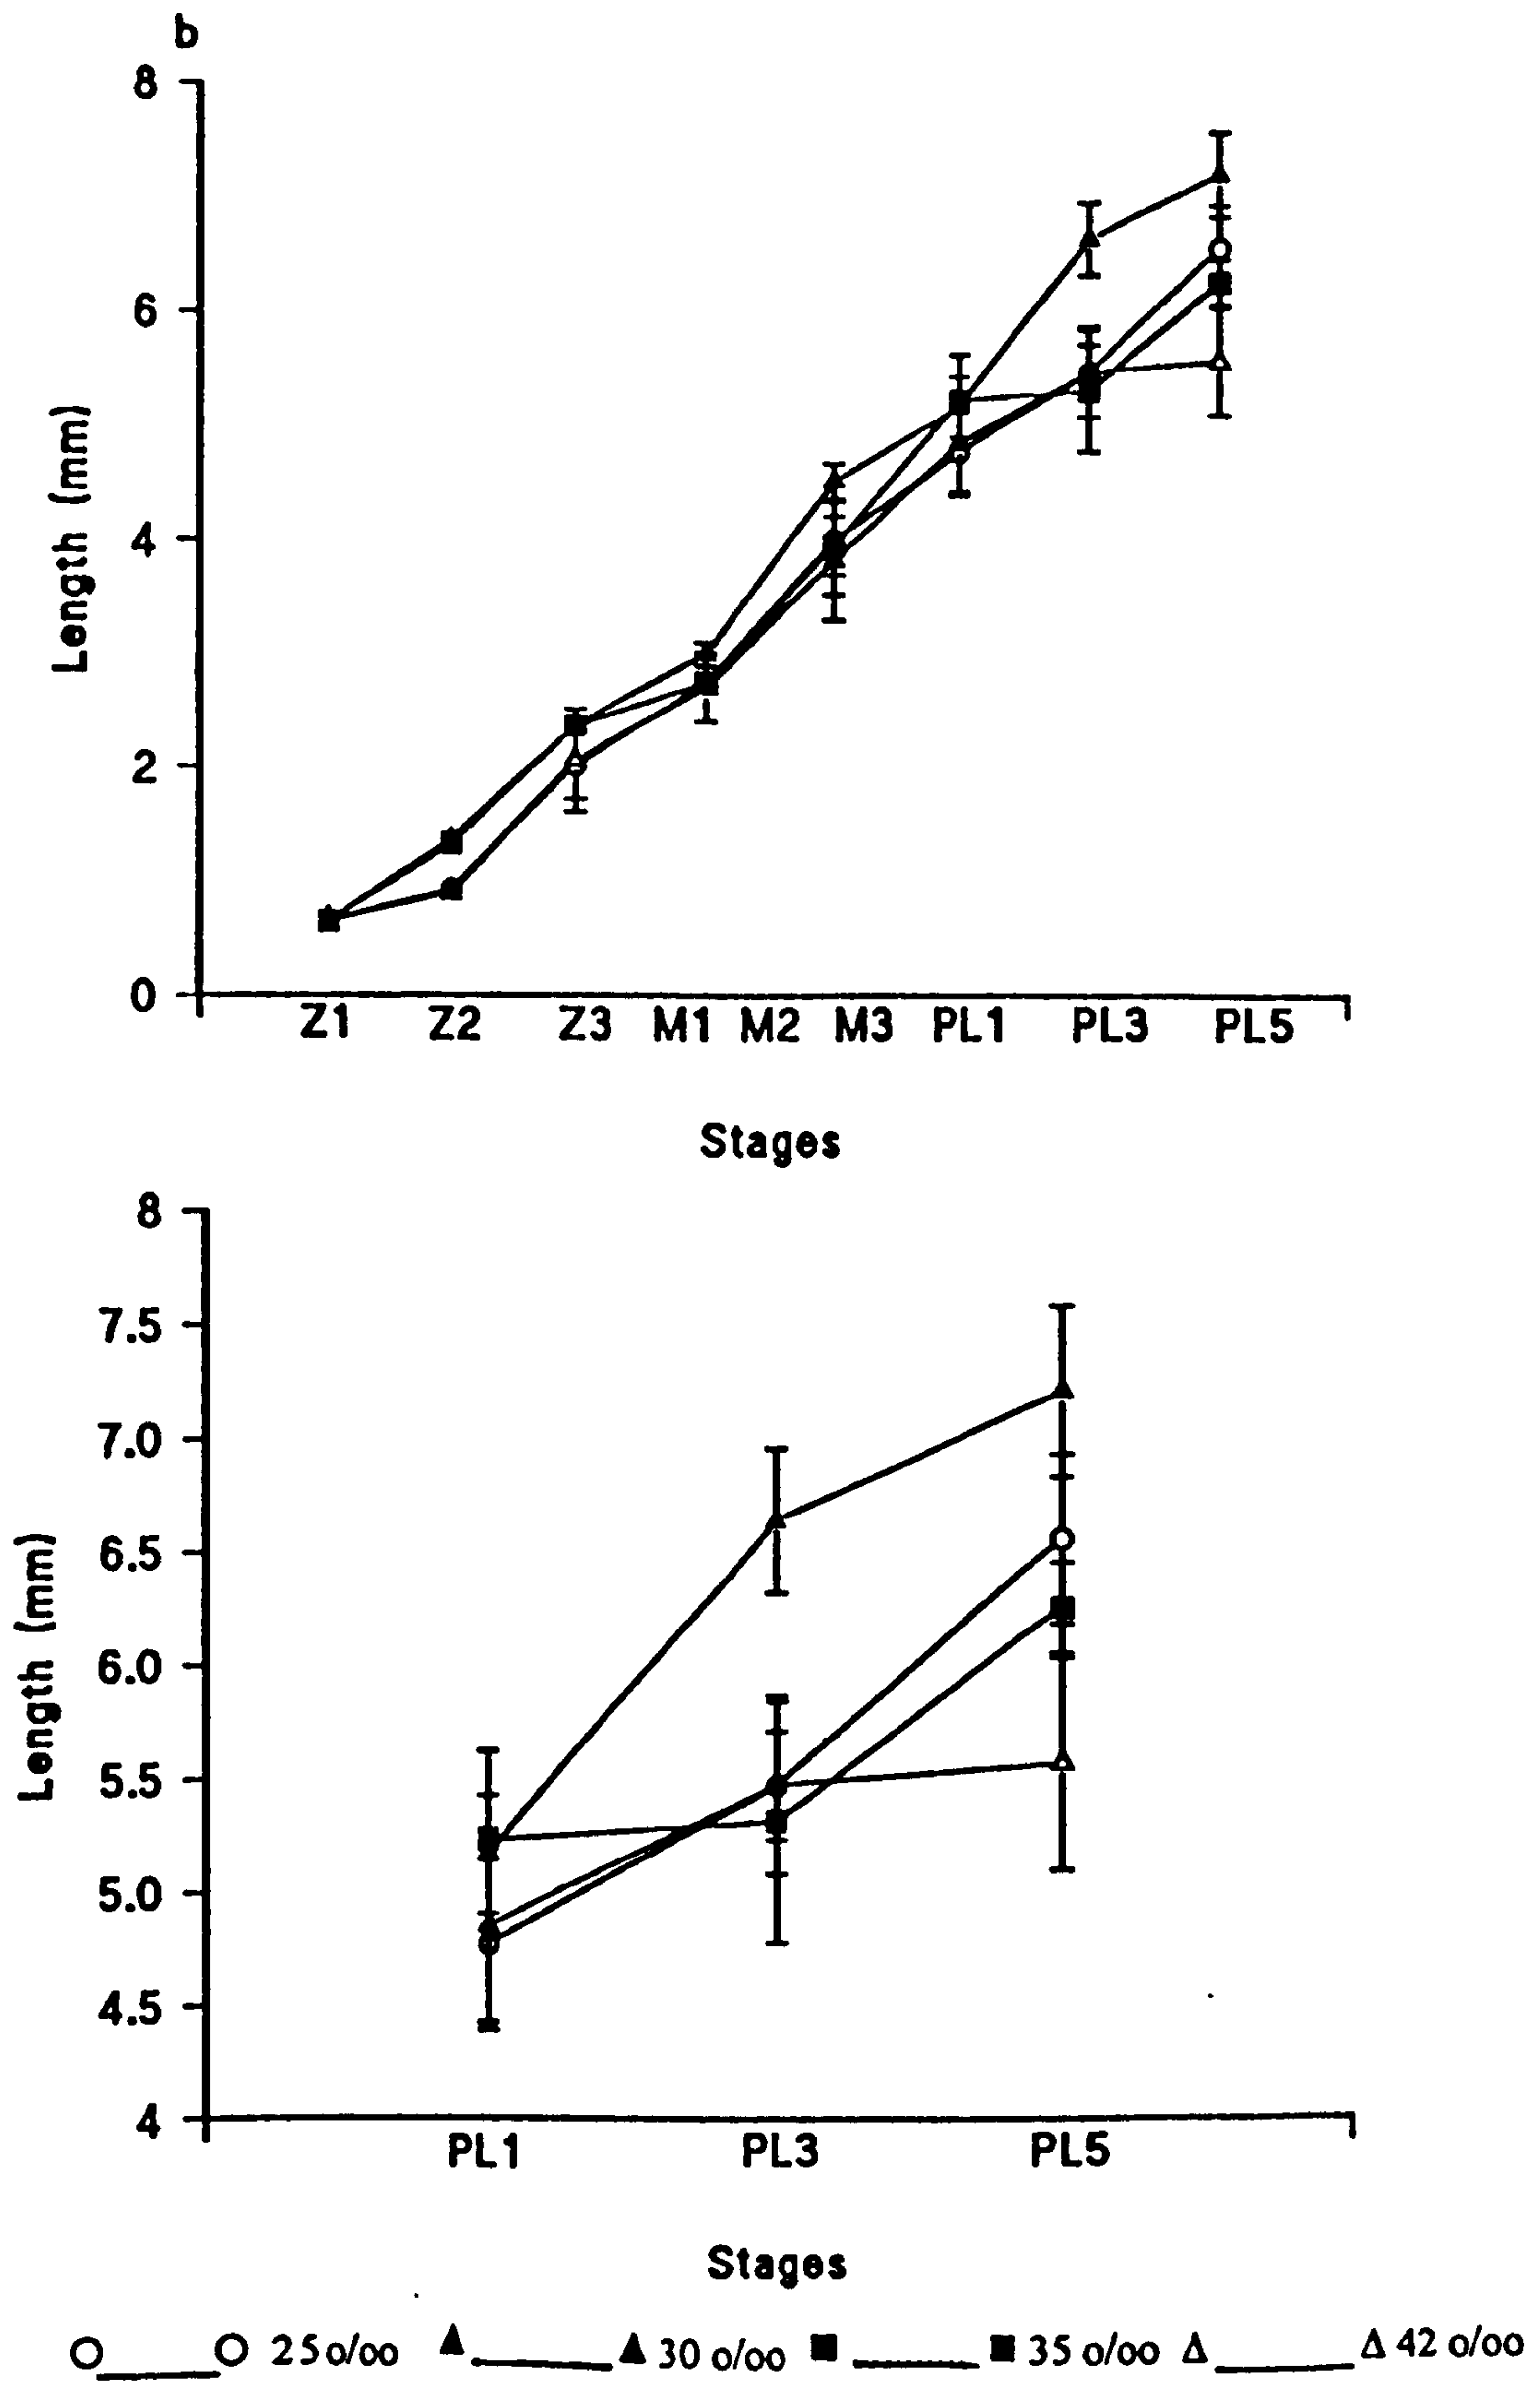 b
8
6
4
2
0
Length (mm)
Z1 Z2 Z3 M1 M2 M3 PL1 PL3 PL5
Stages
8
7.5
7.0
6.5
6.0
5.5
5.0
4.5
4
Length (mm)
PL1 PL3 PL5
Stages
25 o/oo 30 o/oo 35 o/oo 42 o/oo